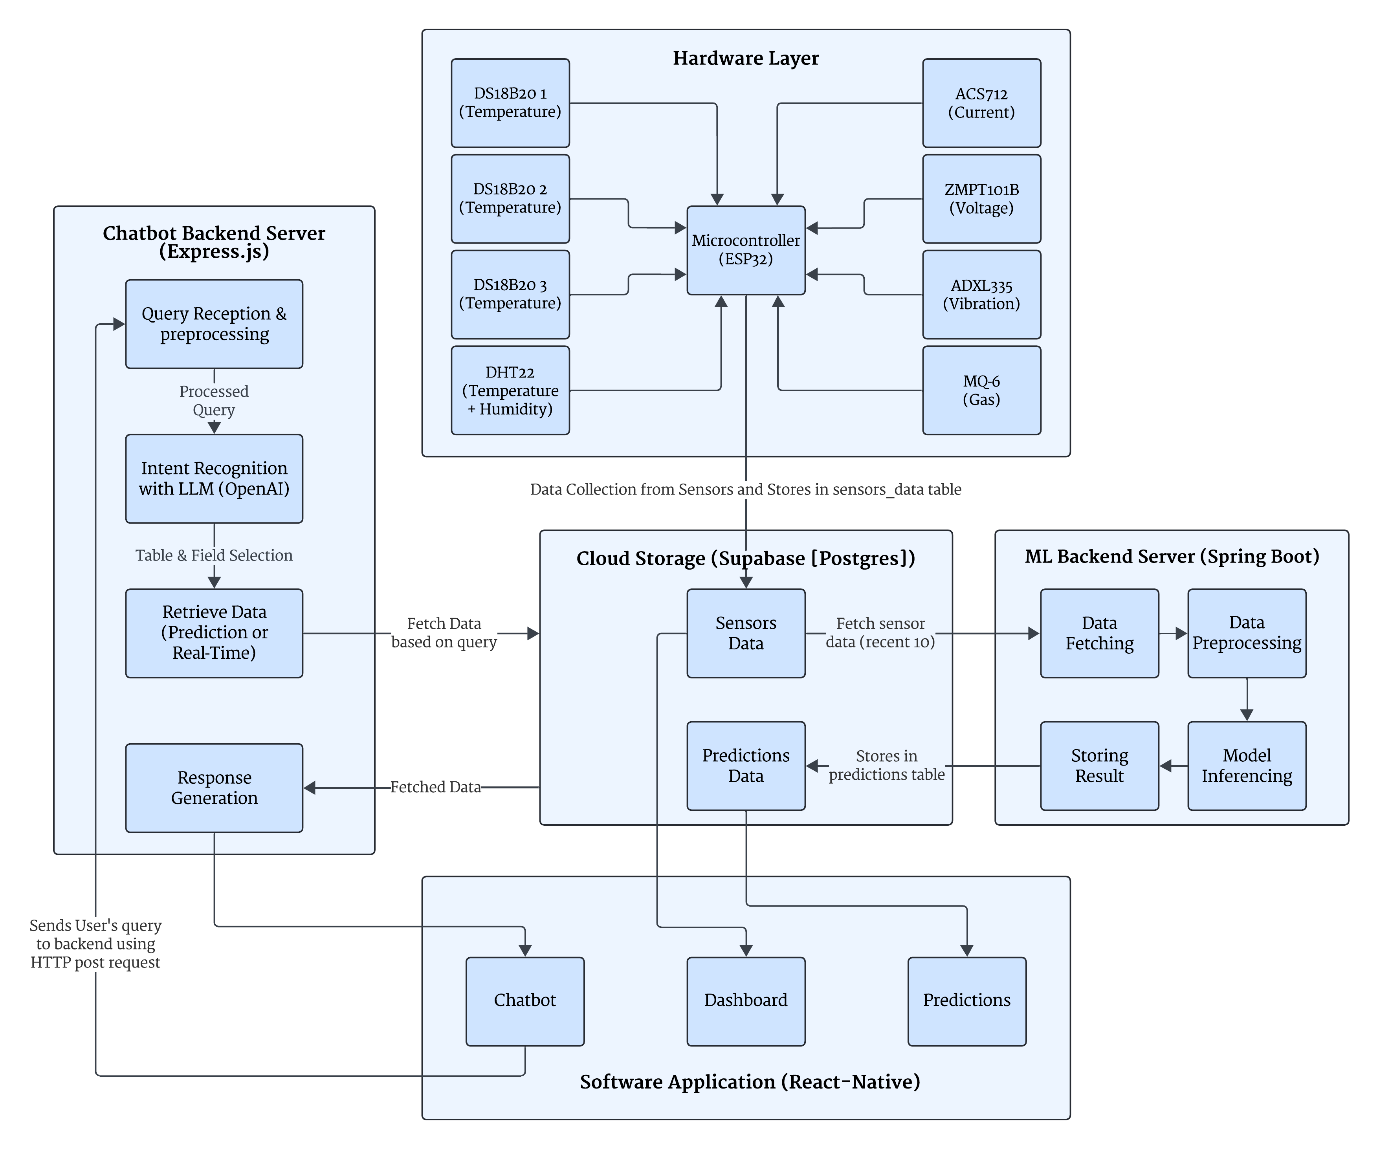 Hardware Layer
DS18B20 1
(Temperature)
ACS712
(Current)
DS18B20 2
(Temperature)
ZMPT101B
(Voltage)
Microcontroller
(ESP32)
DS18B20 3
(Temperature)
ADXL335
(Vibration)
DHT22
(Temperature
+ Humidity)
MQ-6
(Gas)
Chatbot Backend Server
(Express.js)
Query Reception &
preprocessing
Processed
Query
Intent Recognition
with LLM (OpenAI)
Table & Field Selection
Retrieve Data
(Prediction or
Real-Time)
Fetch Data
based on query
Response
Generation
Fetched Data
Data Collection from Sensors and Stores in sensors_data table
Cloud Storage (Supabase [Postgres])
Sensors
Data
Fetch sensor
data (recent 10)
Predictions
Data
Stores in
predictions table
ML Backend Server (Spring Boot)
Data
Fetching
Data
Preprocessing
Storing
Result
Model
Inferencing
Sends User's query
to backend using
HTTP post request
Chatbot
Dashboard
Predictions
Software Application (React-Native)